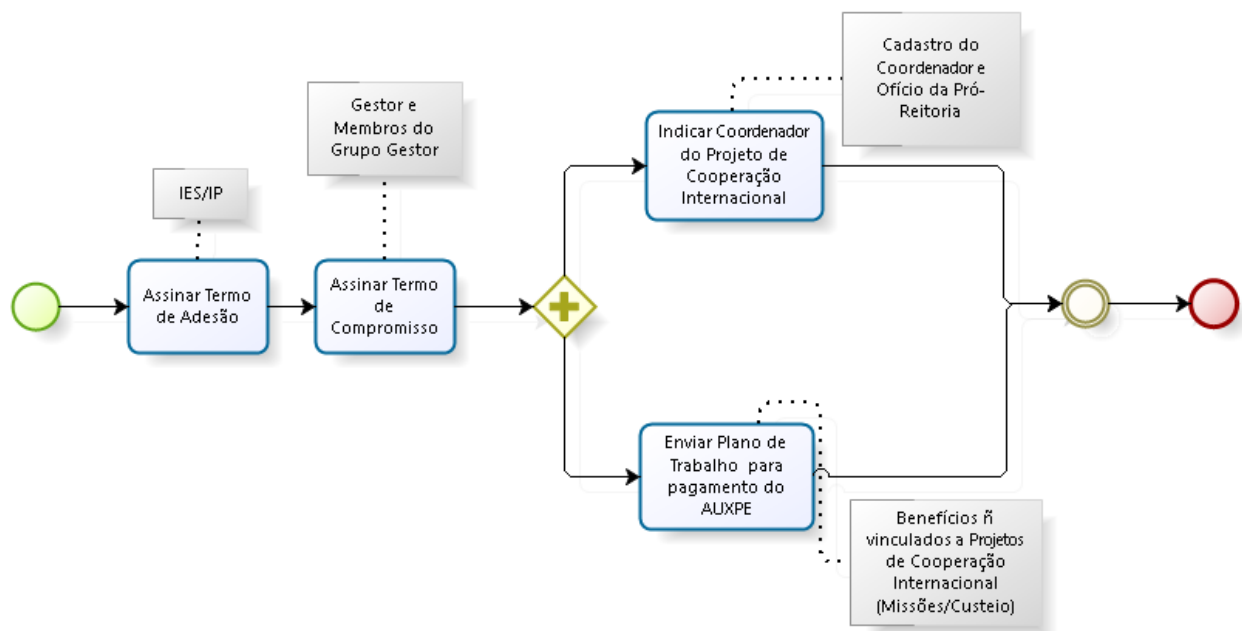 IES/IP
Assinar Termo
de Adesão
Gestor e
Membros do
Grupo Gestor
Assinar Termo
de
Compromisso
Cadastro do
Coordenador e
Ofício da Pró-
Reitoria
Indicar Coordenador
do Projeto de
Cooperação
Internacional
Enviar Plano de
Trabalho para
pagamento do
AUXPE
Benefícios ñ
vinculados a Projetos
de Cooperação
Internacional
(Missões/Custeio)